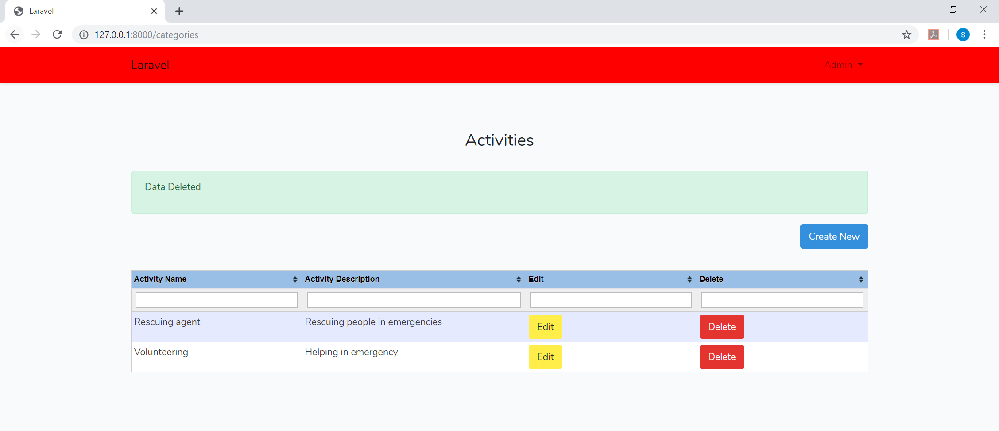 Laravel
127.0.0.1:8000/categories
S
Laravel
Admin
Activities
Data Deleted
Create New
Activity Name Activity Description Edit Delete
Rescuing agent Rescuing people in emergencies Edit Delete
Volunteering Helping in emergency Edit Delete